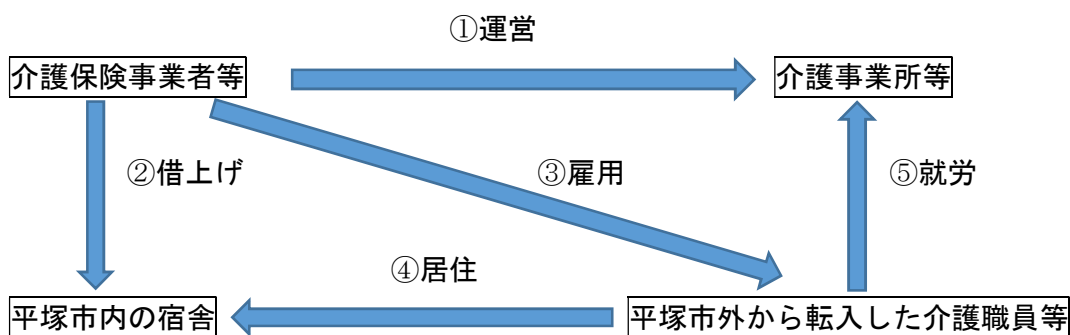 ①運営
介護保険事業者等
介護事業所等
②借上げ
③雇用
⑤就労
④居住
平塚市内の宿舎
平塚市外から転入した介護職員等